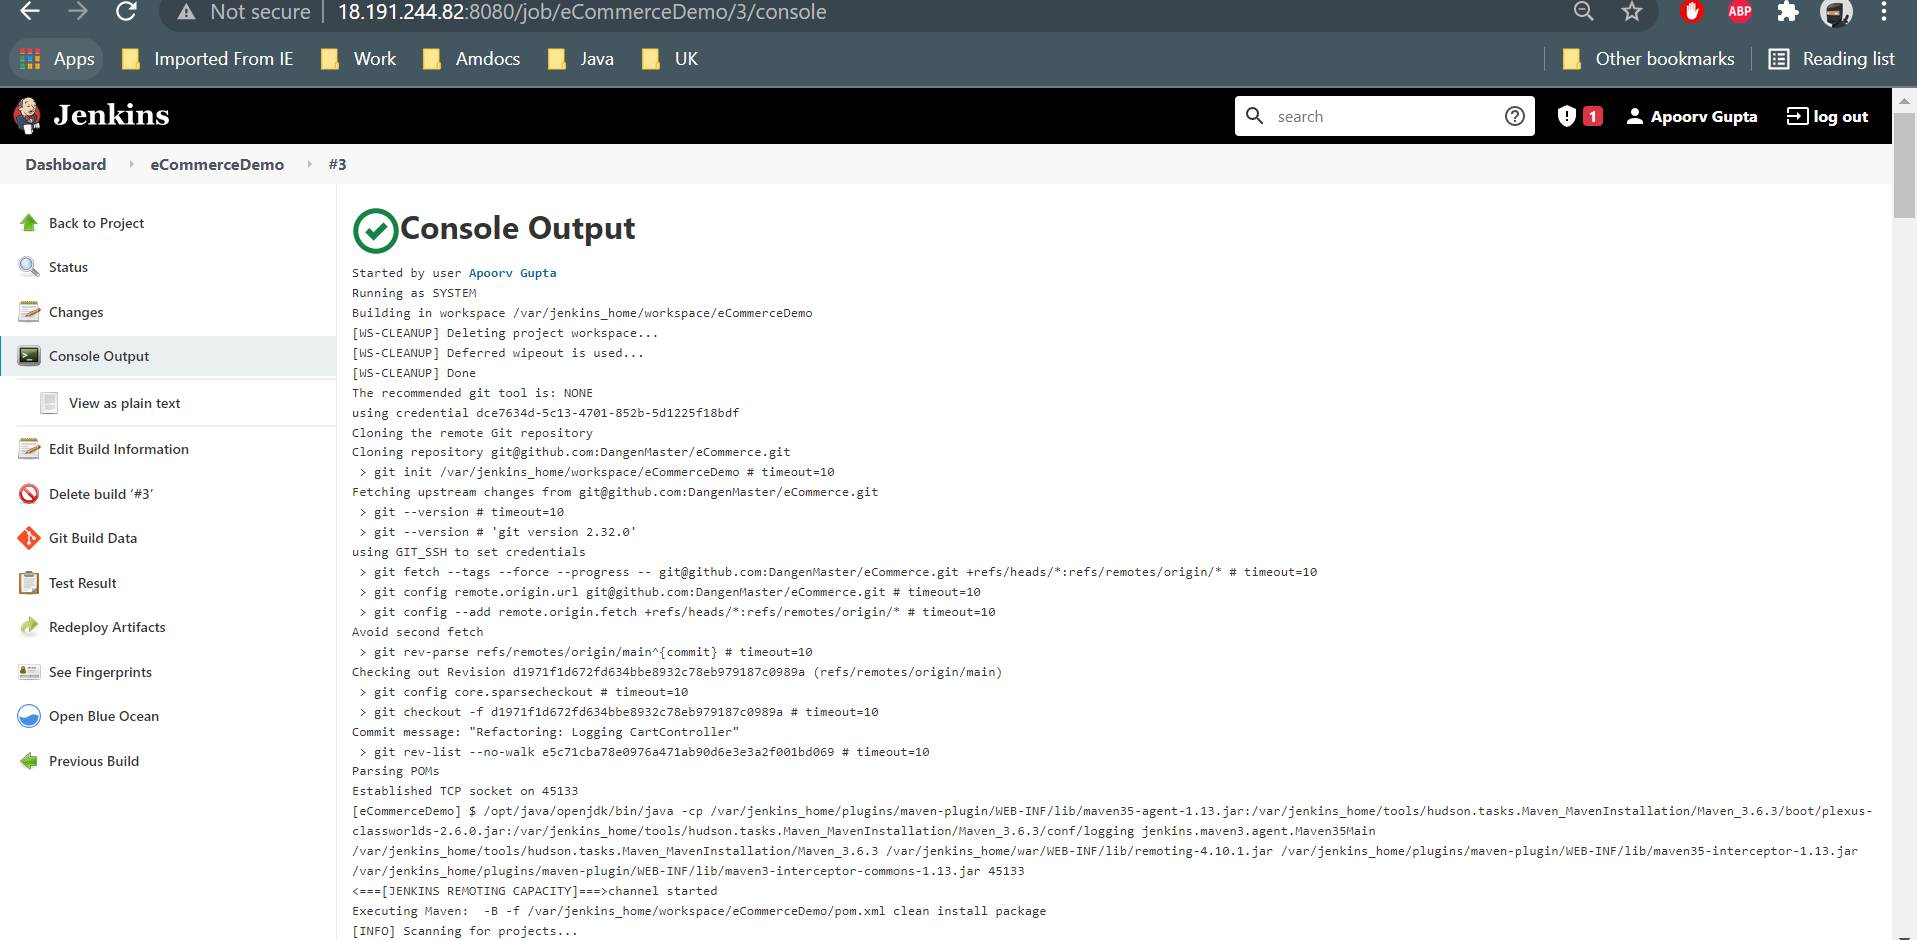 Not secure 18.191.244.82:8080/job/eCommerceDemo/3/console ABP
Apps Imported From IE Work Amdocs Java UK Other bookmarks Reading list
Jenkins search 1 Apoorv Gupta log out
Dashboard eCommerceDemo #3
Back to Project
Status
Changes
Console Output
View as plain text
Edit Build Information
Delete build ‘#3’
Git Build Data
Test Result
Redeploy Artifacts
See Fingerprints
Open Blue Ocean
Previous Build
Console Output
Started by user Apoorv Gupta
Running as SYSTEM
Building in workspace /var/jenkins_home/workspace/eCommerceDemo
[WS-CLEANUP] Deleting project workspace...
[WS-CLEANUP] Deferred wipeout is used...
[WS-CLEANUP] Done
The recommended git tool is: NONE
using credential dce7634d-5c13-4701-852b-5d1225f18bdf
Cloning the remote Git repository
Cloning repository git@github.com:DangenMaster/eCommerce.git
> git init /var/jenkins_home/workspace/eCommerceDemo # timeout=10
Fetching upstream changes from git@github.com:DangenMaster/eCommerce.git
> git --version # timeout=10
> git --version # 'git version 2.32.0'
using GIT_SSH to set credentials
> git fetch --tags --force --progress -- git@github.com:DangenMaster/eCommerce.git +refs/heads/*:refs/remotes/origin/* # timeout=10
> git config remote.origin.url git@github.com:DangenMaster/eCommerce.git # timeout=10
> git config --add remote.origin.fetch +refs/heads/*:refs/remotes/origin/* # timeout=10
Avoid second fetch
> git rev-parse refs/remotes/origin/main^{commit} # timeout=10
Checking out Revision d1971f1d672fd634bbe8932c78eb979187c0989a (refs/remotes/origin/main)
> git config core.sparsecheckout # timeout=10
> git checkout -f d1971f1d672fd634bbe8932c78eb979187c0989a # timeout=10
Commit message: "Refactoring: Logging CartController"
> git rev-list --no-walk e5c71cba78e0976a471ab90d6e3e3a2f001bd069 # timeout=10
Parsing POMs
Established TCP socket on 45133
[eCommerceDemo] $ /opt/java/openjdk/bin/java -cp /var/jenkins_home/plugins/maven-plugin/WEB-INF/lib/maven35-agent-1.13.jar:/var/jenkins_home/tools/hudson.tasks.Maven_MavenInstallation/Maven_3.6.3/boot/plexus-
classworlds-2.6.0.jar:/var/jenkins_home/tools/hudson.tasks.Maven_MavenInstallation/Maven_3.6.3/conf/logging jenkins.maven3.agent.Maven35Main
/var/jenkins_home/tools/hudson.tasks.Maven_MavenInstallation/Maven_3.6.3 /var/jenkins_home/war/WEB-INF/lib/remoting-4.10.1.jar /var/jenkins_home/plugins/maven-plugin/WEB-INF/lib/maven35-interceptor-1.13.jar
/var/jenkins_home/plugins/maven-plugin/WEB-INF/lib/maven3-interceptor-commons-1.13.jar 45133
<===[JENKINS REMOTING CAPACITY]===>channel started
Executing Maven:  -B -f /var/jenkins_home/workspace/eCommerceDemo/pom.xml clean install package
[INFO] Scanning for projects...